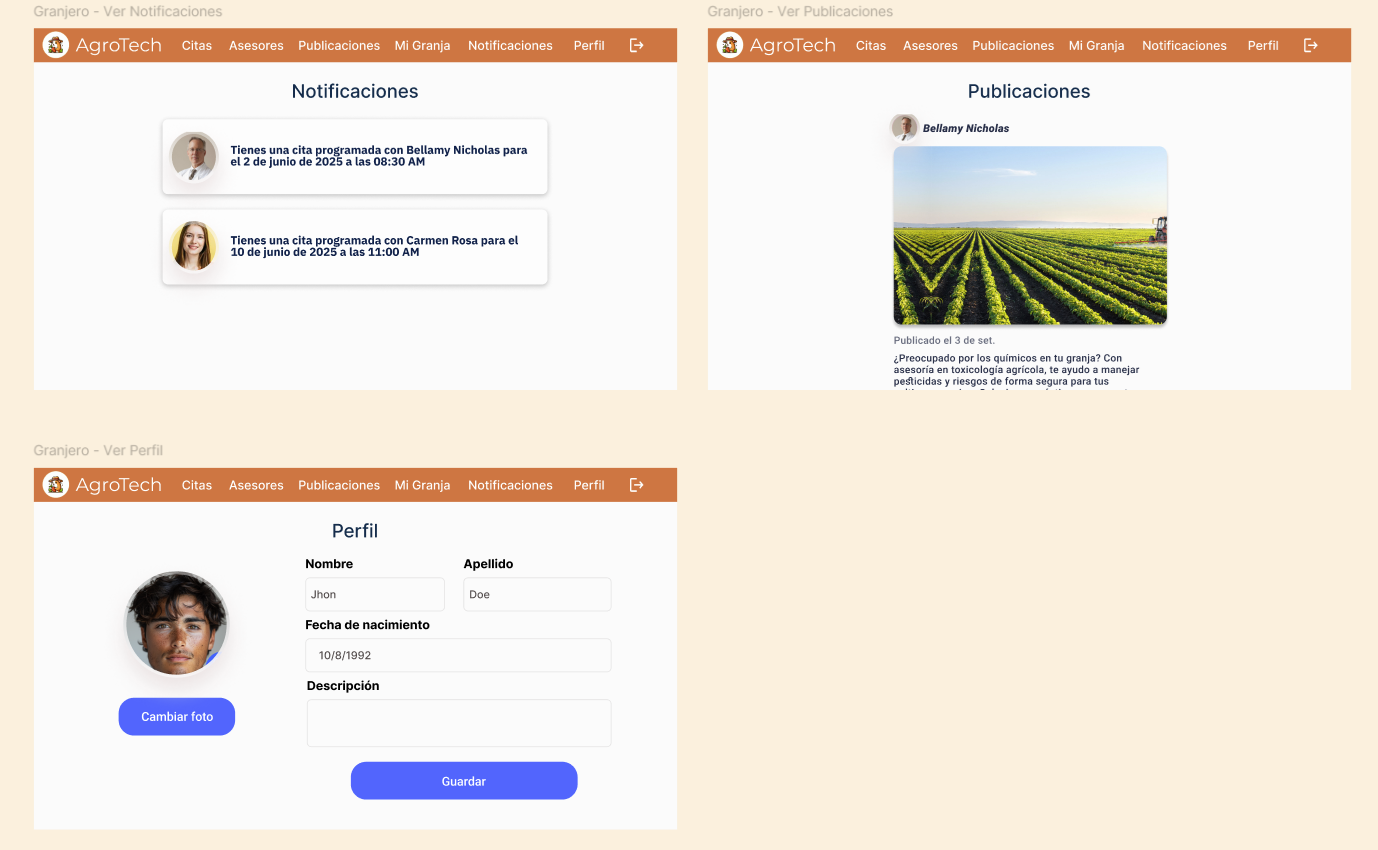 Granjero - Ver Notificaciones
AgroTech Citas Asesores Publicaciones Mi Granja Notificaciones Perfil
Notificaciones
Tienes una cita programada con Bellamy Nicholas para
el 2 de junio de 2025 a las 08:30 AM
Tienes una cita programada con Carmen Rosa para el
10 de junio de 2025 a las 11:00 AM
Granjero - Ver Publicaciones
AgroTech Citas Asesores Publicaciones Mi Granja Notificaciones Perfil
Publicaciones
Bellamy Nicholas
Publicado el 3 de set.
¿Preocupado por los químicos en tu granja? Con
asesoría en toxicología agrícola, te ayudo a manejar
pesticidas y riesgos de forma segura para tus
Granjero - Ver Perfil
AgroTech Citas Asesores Publicaciones Mi Granja Notificaciones Perfil
Perfil
Nombre Apellido
Jhon Doe
Fecha de nacimiento
10/8/1992
Descripción
Cambiar foto
Guardar